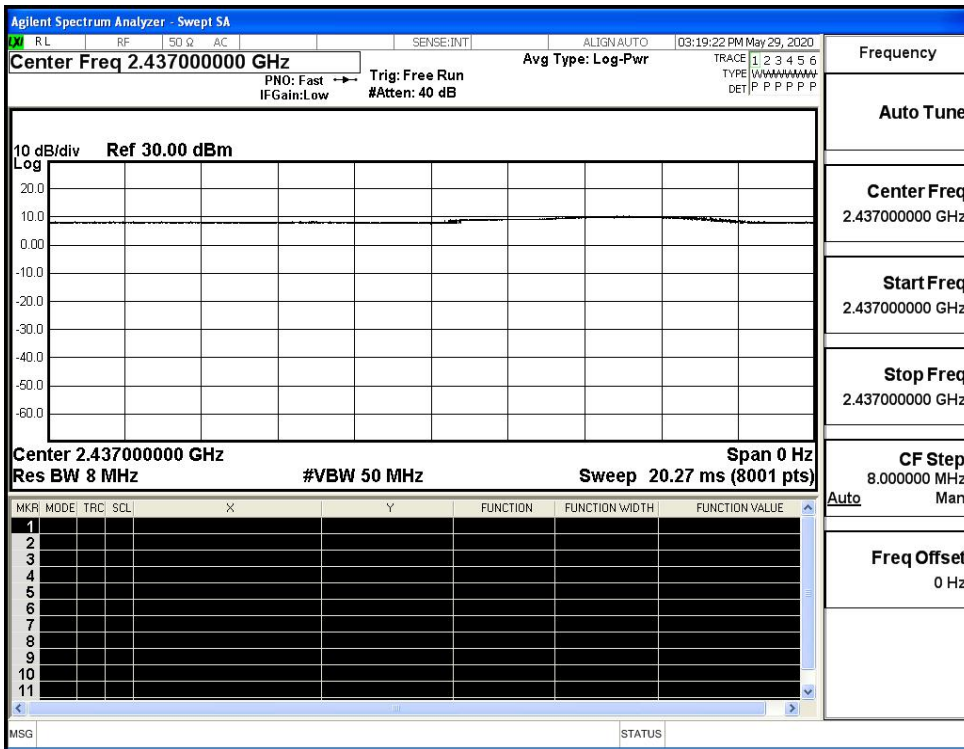 Agilent Spectrum Analyzer - Swept SA
LXI RL RF 50 Ω AC SENSE:INT ALIGNAUTO 03:19:22 PM May 29, 2020
Center Freq 2.437000000 GHz
PNO: Fast
IFGain:Low
Trig: Free Run
#Atten: 40 dB
Avg Type: Log-Pwr
TRACE 1 2 3 4 5 6
TYPE WWWWWW
DET P P P P P P
10 dB/div Ref 30.00 dBm
Log
20.0
10.0
0.00
-10.0
-20.0
-30.0
-40.0
-50.0
-60.0
Center 2.437000000 GHz Span 0 Hz
Res BW 8 MHz #VBW 50 MHz Sweep 20.27 ms (8001 pts)
MKR MODE TRC SCL X Y FUNCTION FUNCTION WIDTH FUNCTION VALUE
1
2
3
4
5
6
7
8
9
10
11
MSG STATUS
Frequency
Auto Tune
Center Freq
2.437000000 GHz
Start Freq
2.437000000 GHz
Stop Freq
2.437000000 GHz
CF Step
8.000000 MHz
Auto Man
Freq Offset
0 Hz